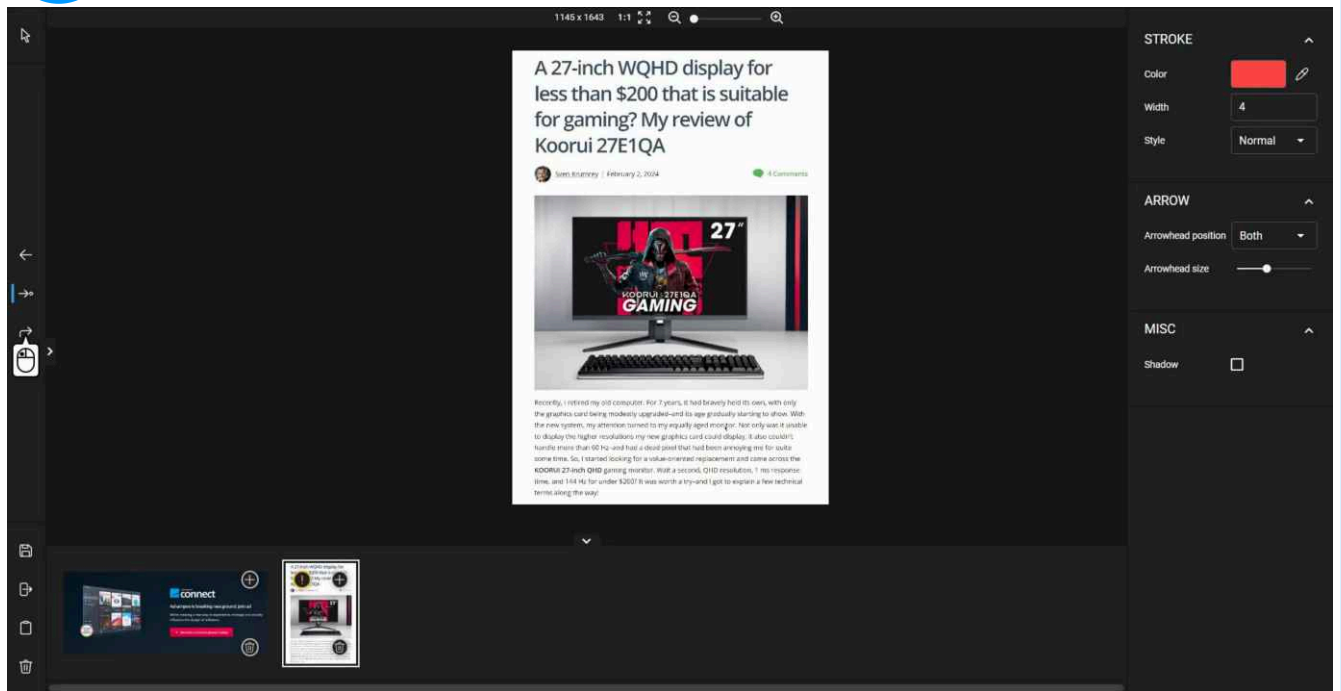 1145 x 1643 1:1
STROKE
Color
Width 4
Style Normal
ARROW
Arrowhead position Both
Arrowhead size
MISC
Shadow
A 27-inch WQHD display for
less than $200 that is suitable
for gaming? My review of
Koorui 27E1QA
Sven Krumrey | February 2, 2024 4 Comments
27"
KOORUI 27E1QA
GAMING
Recently, I retired my old computer. For 7 years, it had bravely held its own, with only
the graphics card being modestly upgraded–and its age gradually starting to show. With
the new system, my attention turned to my equally aged monitor. Not only was it unable
to display the higher resolutions my new graphics card could display, it also couldn't
handle more than 60 Hz–and had a dead pixel that had been annoying me for quite
some time. So, I started looking for a value-oriented replacement and came across the
KOORUI 27-inch QHD gaming monitor. Wait a second, QHD resolution, 1 ms response
time, and 144 Hz for under $200? It was worth a try–and I got to explain a few technical
terms along the way!
connect